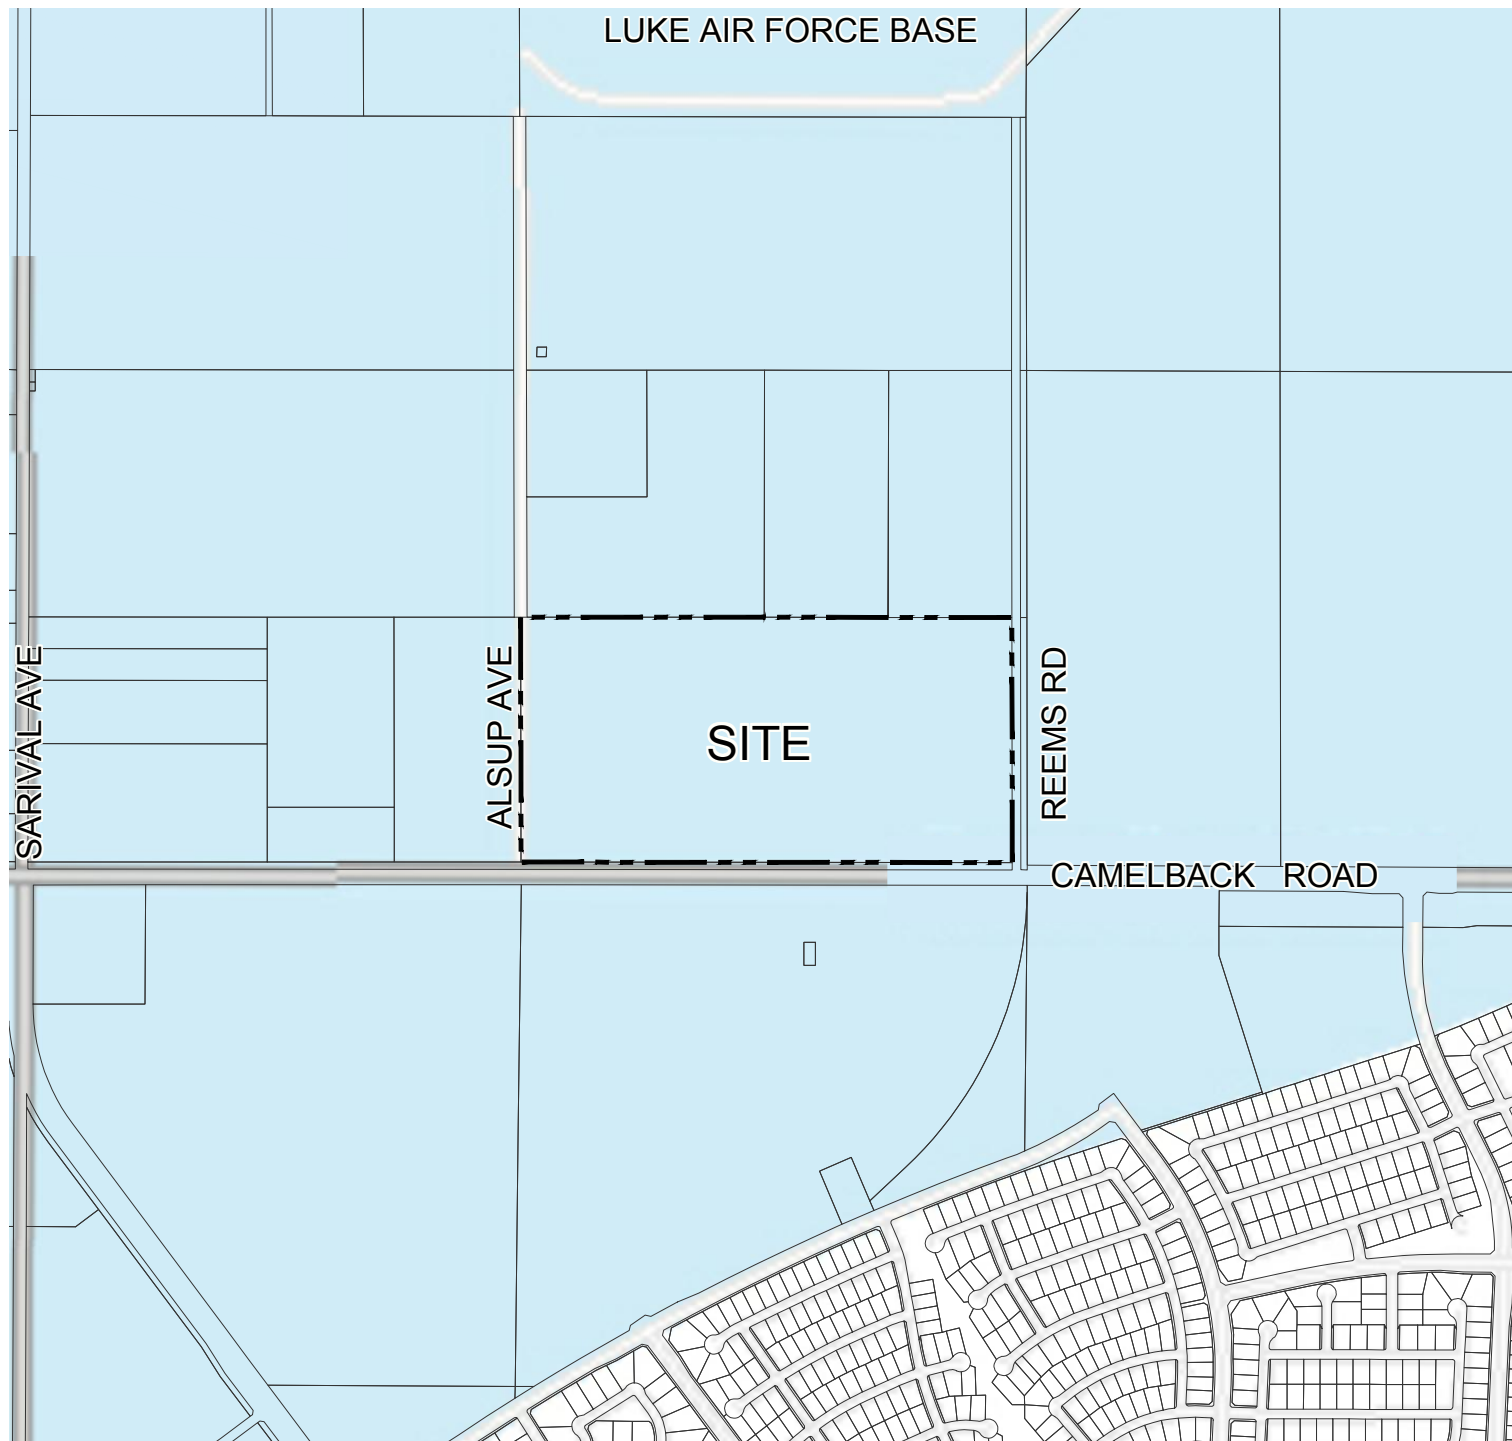 LUKE AIR FORCE BASE
SARIVAL AVE
ALSUP AVE
SITE
REEMS RD
CAMELBACK ROAD